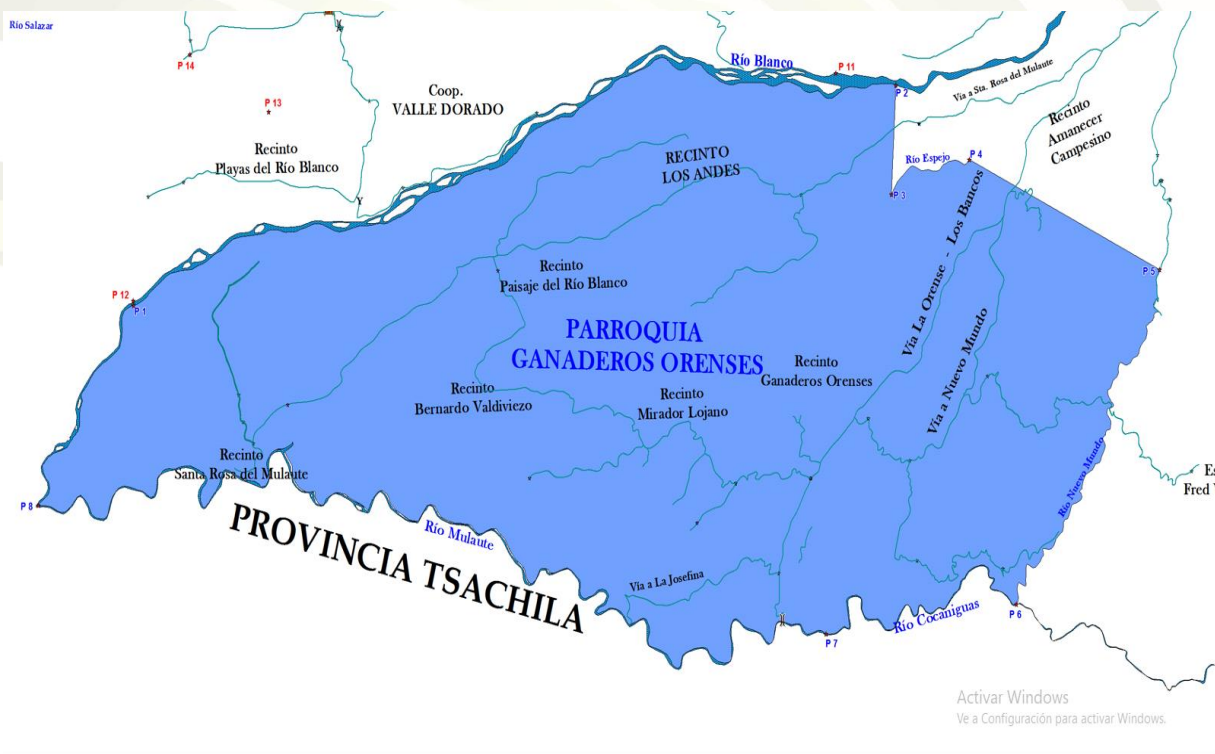 Río Salazar
P 14
P 13
Coop.
VALLE DORADO
Río Blanco
P 11
P 2
Vía a Sta. Rosa del Mulaute
Recinto
Amanecer
Campesino
Recinto
Playas del Río Blanco
RECINTO
LOS ANDES
Río Espejo
P 4
P 3
Vía La Orense - Los Bancos
P 5
P 12
P 1
Recinto
Paisaje del Río Blanco
PARROQUIA
GANADEROS ORENSES
Recinto
Ganaderos Orenses
Vía a Nuevo Mundo
Recinto
Bernardo Valdiviezo
Recinto
Mirador Lojano
Recinto
Santa Rosa del Mulaute
P 8
PROVINCIA TSACHILA
Río Mulaute
Río Nuevo Mundo
Es
Fred
Vía a La Josefina
Río Cocaniguas
P 6
P 7
Activar Windows
Ve a Configuración para activar Windows.